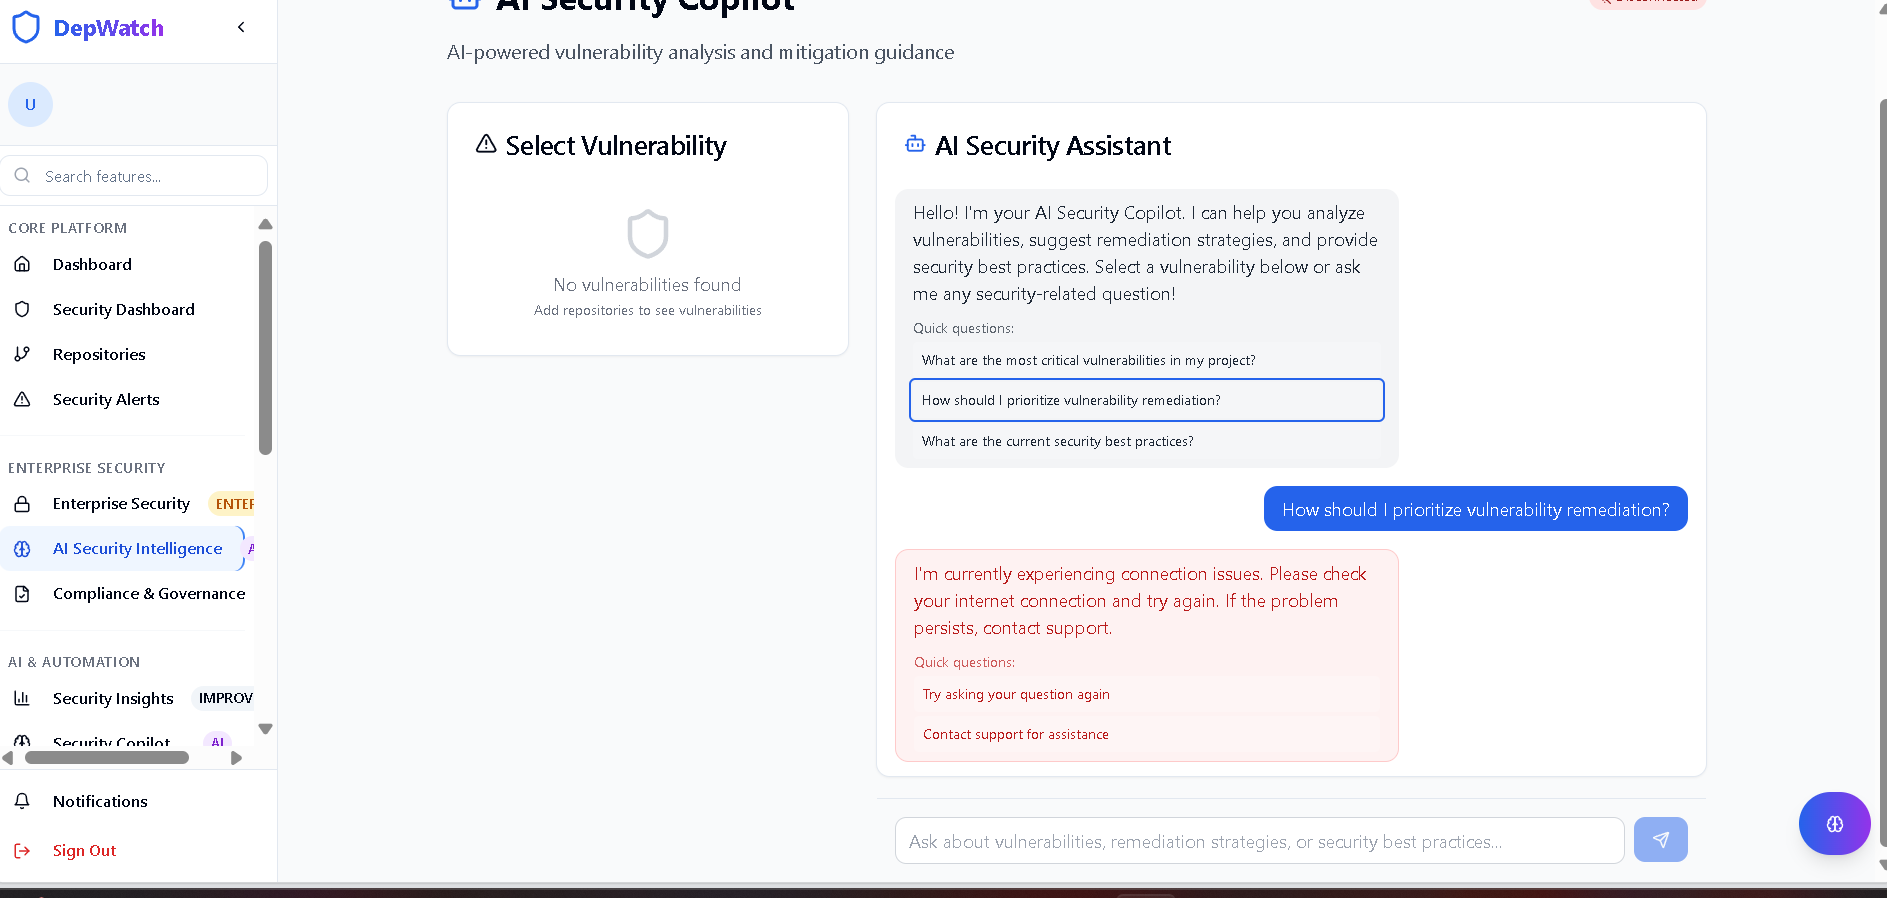 DepWatch
U
Search features...
CORE PLATFORM
Dashboard
Security Dashboard
Repositories
Security Alerts
ENTERPRISE SECURITY
Enterprise Security ENTER
AI Security Intelligence A
Compliance & Governance
AI & AUTOMATION
Security Insights IMPROV
Security Copilot AI
Notifications
Sign Out
AI Security Copilot
AI-powered vulnerability analysis and mitigation guidance
Select Vulnerability
No vulnerabilities found
Add repositories to see vulnerabilities
AI Security Assistant
Hello! I'm your AI Security Copilot. I can help you analyze
vulnerabilities, suggest remediation strategies, and provide
security best practices. Select a vulnerability below or ask
me any security-related question!
Quick questions:
What are the most critical vulnerabilities in my project?
How should I prioritize vulnerability remediation?
What are the current security best practices?
How should I prioritize vulnerability remediation?
I'm currently experiencing connection issues. Please check
your internet connection and try again. If the problem
persists, contact support.
Quick questions:
Try asking your question again
Contact support for assistance
Ask about vulnerabilities, remediation strategies, or security best practices...